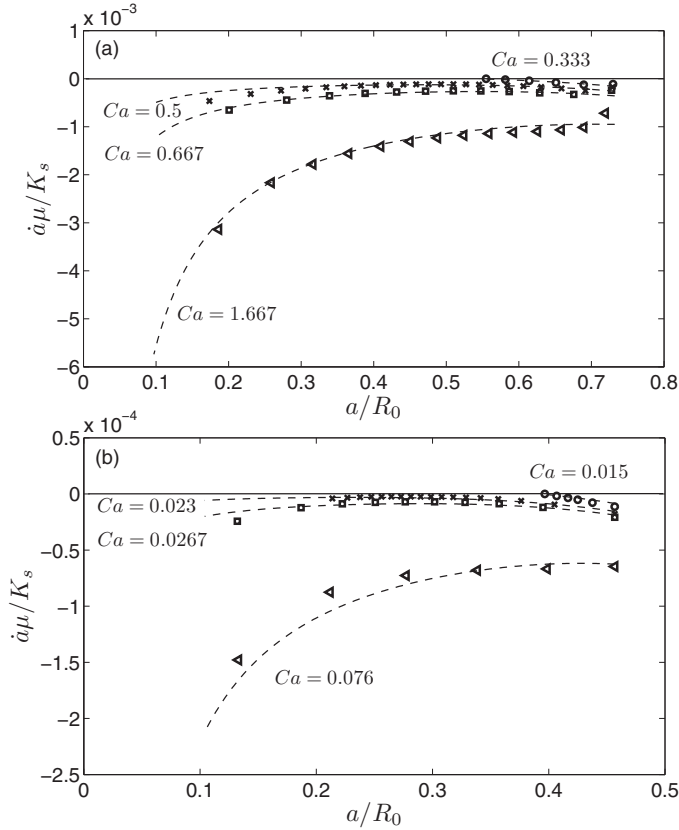 x 10⁻³
(a)
1
0
−1
−2
−3
−4
−5
−6
ȧμ/Kₛ
Ca = 0.333
Ca = 0.5
Ca = 0.667
Ca = 1.667
0 0.1 0.2 0.3 0.4 0.5 0.6 0.7 0.8
a/R₀
x 10⁻⁴
(b)
0.5
0
−0.5
−1
−1.5
−2
−2.5
ȧμ/Kₛ
Ca = 0.015
Ca = 0.023
Ca = 0.0267
Ca = 0.076
0 0.1 0.2 0.3 0.4 0.5
a/R₀